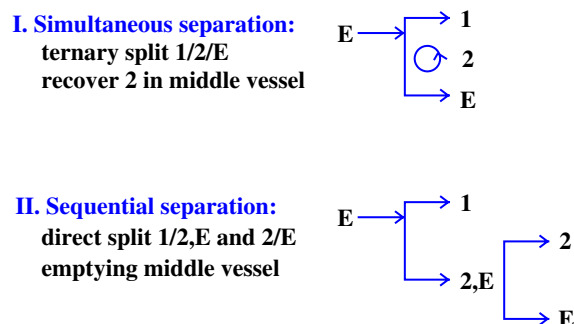 I. Simultaneous separation:
ternary split 1/2/E
recover 2 in middle vessel
E
1
2
E
II. Sequential separation:
direct split 1/2,E and 2/E
emptying middle vessel
E
1
2,E
2
E